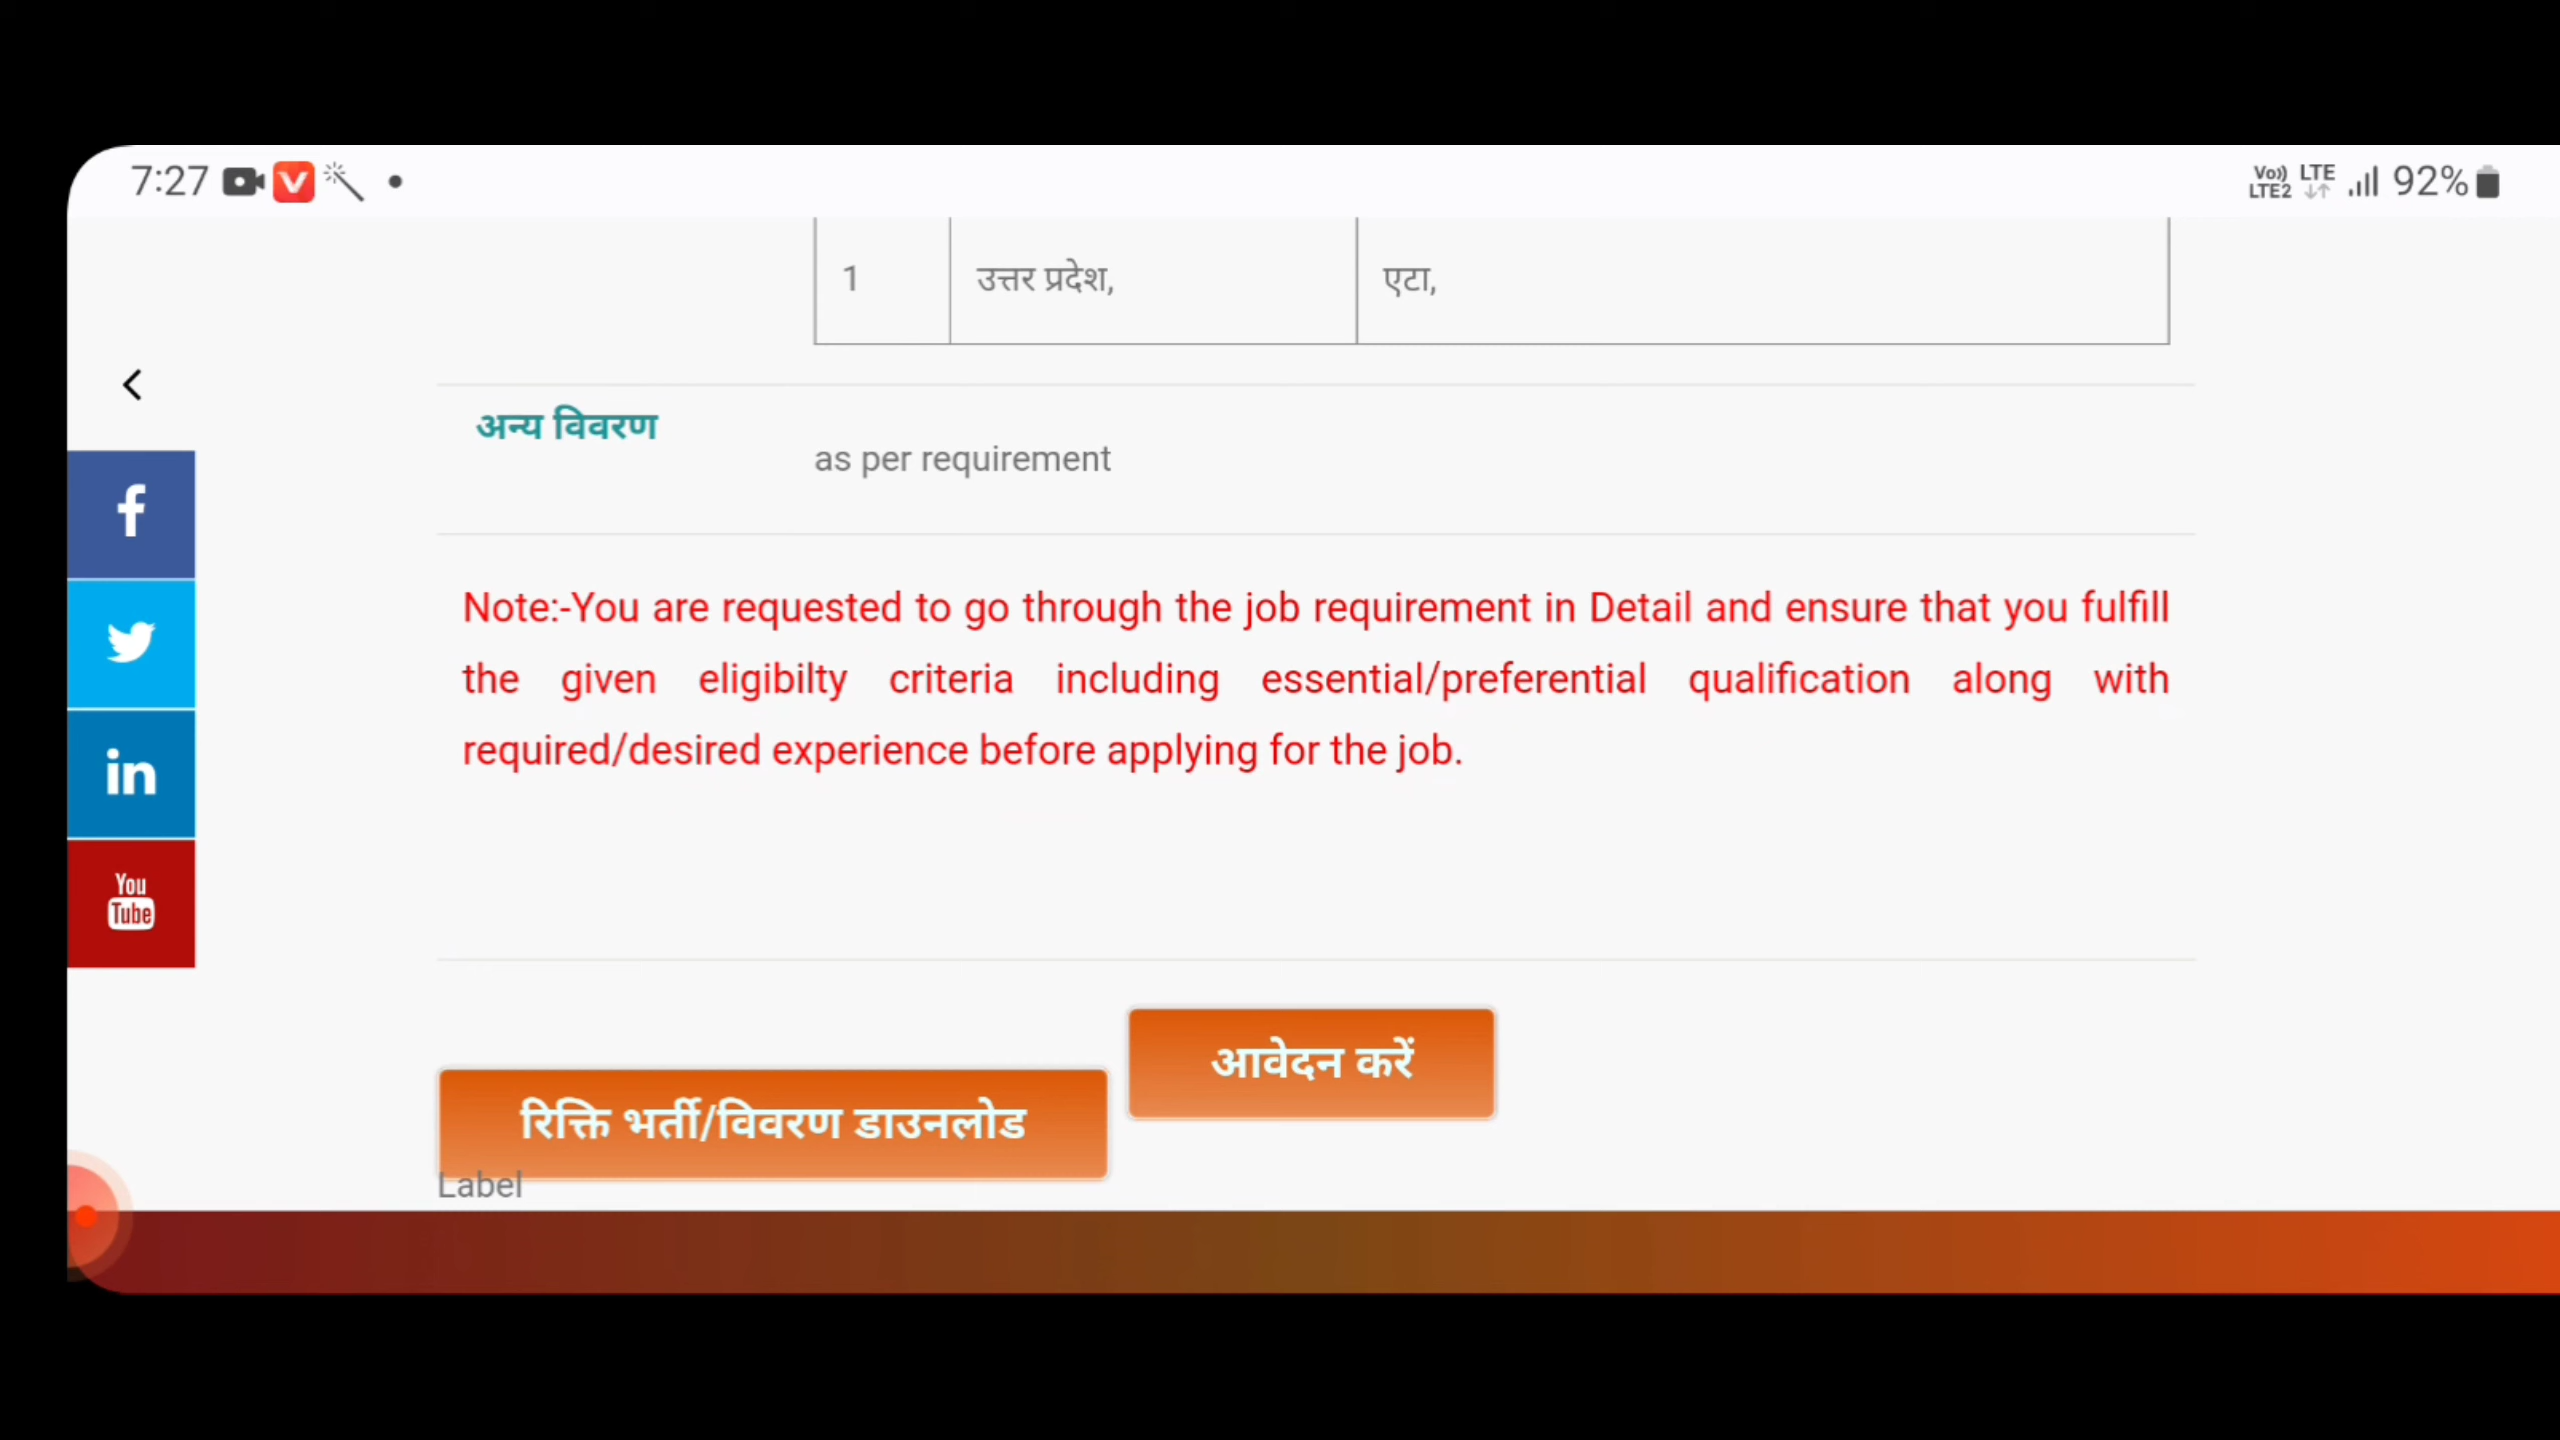 7:27
Vo)) LTE
LTE2
92%
1 उत्तर प्रदेश, एटा,
अन्य विवरण
as per requirement
Note:-You are requested to go through the job requirement in Detail and ensure that you fulfill
the given eligibilty criteria including essential/preferential qualification along with
required/desired experience before applying for the job.
f
in
You
Tube
आवेदन करें
रिक्ति भर्ती/विवरण डाउनलोड
Label